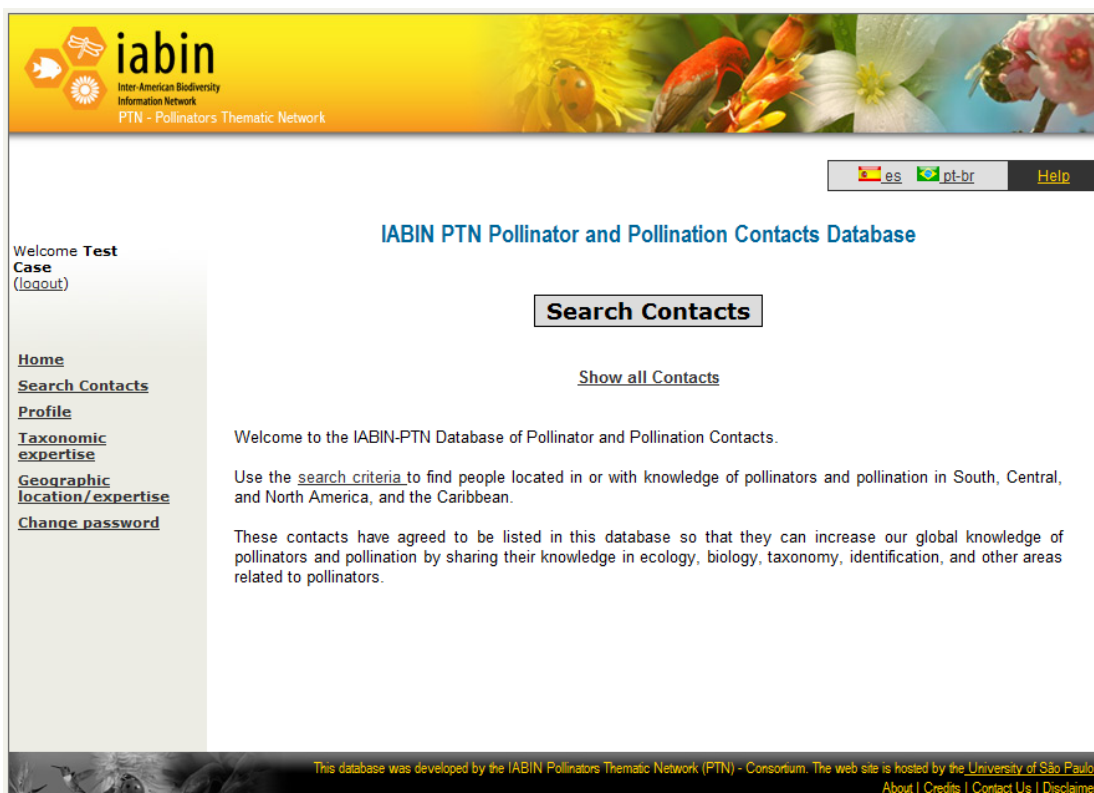 iabin
Inter-American Biodiversity
Information Network
PTN - Pollinators Thematic Network
es pt-br Help
Welcome Test
Case
(logout)
IABIN PTN Pollinator and Pollination Contacts Database
Search Contacts
Show all Contacts
Home
Search Contacts
Profile
Taxonomic
expertise
Geographic
location/expertise
Change password
Welcome to the IABIN-PTN Database of Pollinator and Pollination Contacts.
Use the search criteria to find people located in or with knowledge of pollinators and pollination in South, Central,
and North America, and the Caribbean.
These contacts have agreed to be listed in this database so that they can increase our global knowledge of
pollinators and pollination by sharing their knowledge in ecology, biology, taxonomy, identification, and other areas
related to pollinators.
This database was developed by the IABIN Pollinators Thematic Network (PTN) - Consortium. The web site is hosted by the University of São Paulo
About | Credits | Contact Us | Disclaime